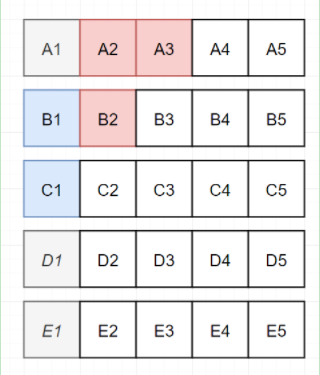 A1 A2 A3 A4 A5
B1 B2 B3 B4 B5
C1 C2 C3 C4 C5
D1 D2 D3 D4 D5
E1 E2 E3 E4 E5